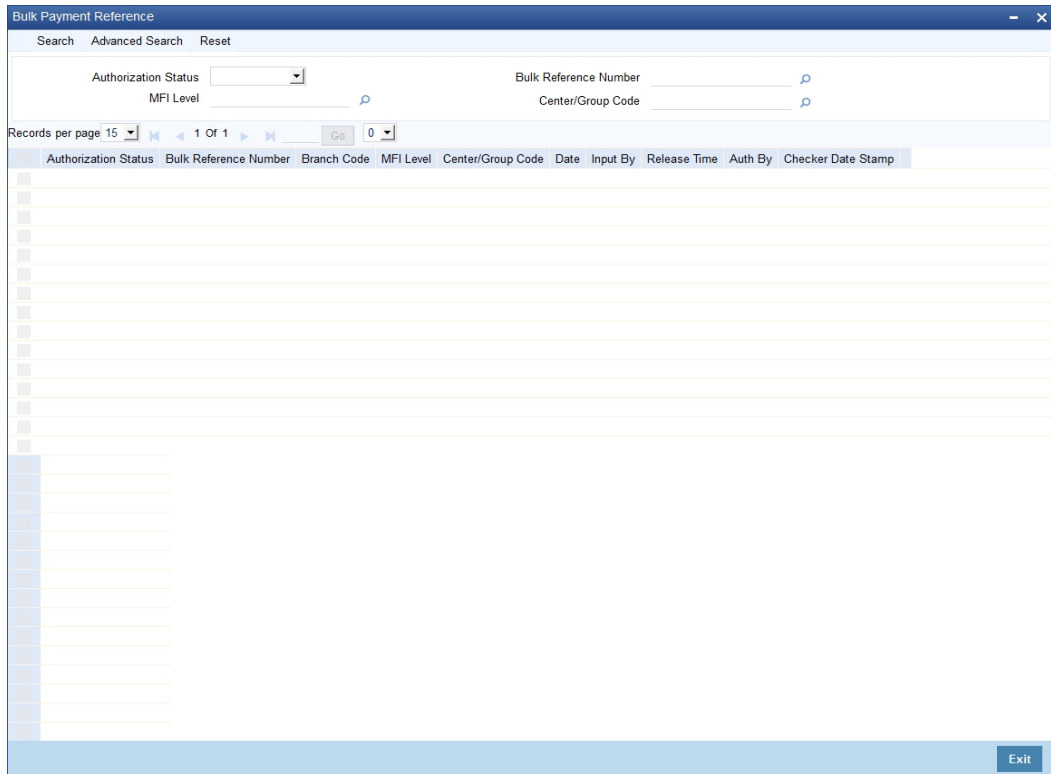 Bulk Payment Reference
Search Advanced Search Reset
Authorization Status Bulk Reference Number
MFI Level Center/Group Code
Records per page 15 1 Of 1 Go 0
Authorization Status Bulk Reference Number Branch Code MFI Level Center/Group Code Date Input By Release Time Auth By Checker Date Stamp
Exit